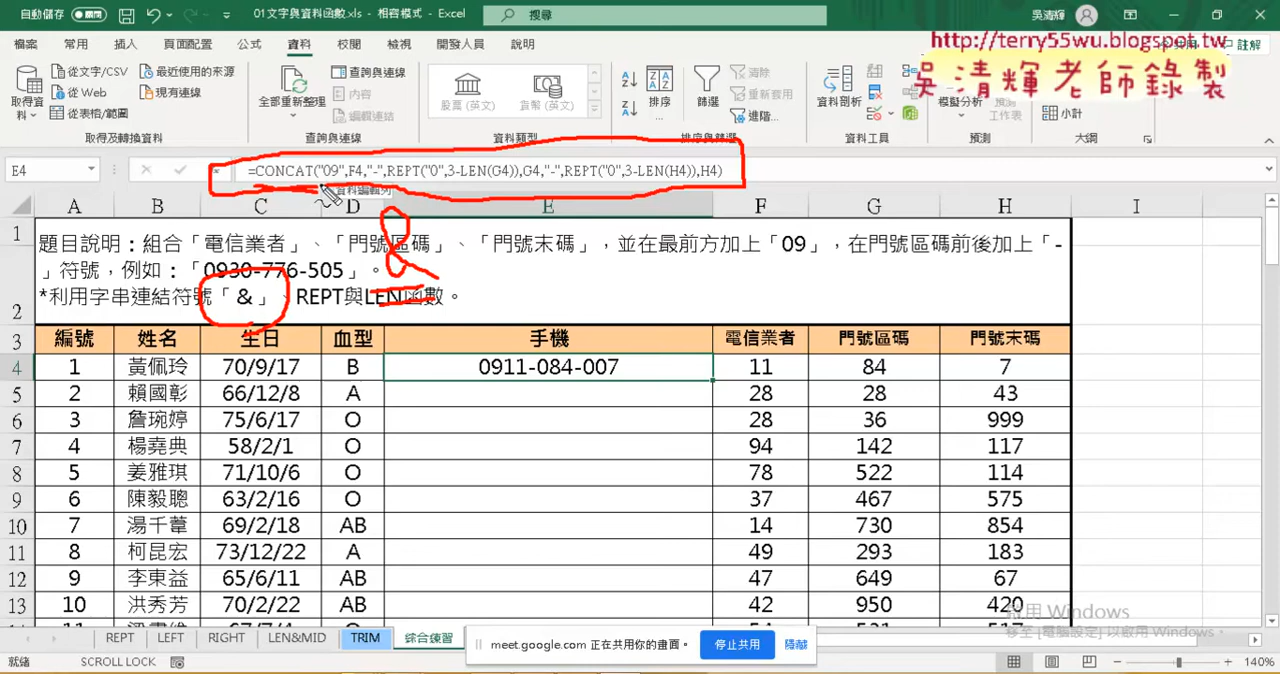 自動儲存 01文字與資料函數.xls - 相容模式 - Excel 搜尋 吳清輝
檔案 常用 插入 頁面配置 公式 資料 校閱 檢視 開發人員 說明 註解
http://terry55wu.blogspot.tw
吳清輝老師錄製
取得資料 從文字/CSV 從 Web 從表格/範圍 最近使用的來源 現有連線 全部重新整理 查詢與連線 內容 編輯連結 股票 (英文) 貨幣 (英文) 排序 篩選 清除 重新套用 進階... 資料剖析 模擬分析 預測工作表 小計
取得及轉換資料 查詢與連線 資料類型 排序與篩選 資料工具 預測 大綱
E4 =CONCAT("09",F4,"-",REPT("0",3-LEN(G4)),G4,"-",REPT("0",3-LEN(H4)),H4)
資料編輯列
A B C D E F G H I
1 題目說明：組合「電信業者」、「門號區碼」、「門號末碼」，並在最前方加上「09」，在門號區碼前後加上「-
」符號，例如：「0930-776-505」。
2 *利用字串連結符號「&」、REPT與LEN函數。
3 編號 姓名 生日 血型 手機 電信業者 門號區碼 門號末碼
4 1 黃佩玲 70/9/17 B 0911-084-007 11 84 7
5 2 賴國彰 66/12/8 A 28 28 43
6 3 詹琬婷 75/6/17 O 28 36 999
7 4 楊堯典 58/2/1 O 94 142 117
8 5 姜雅琪 71/10/6 O 78 522 114
9 6 陳毅聰 63/2/16 O 37 467 575
10 7 湯千葦 69/2/18 AB 14 730 854
11 8 柯昆宏 73/12/22 A 49 293 183
12 9 李東益 65/6/11 AB 47 649 67
13 10 洪秀芳 70/2/22 AB 42 950 420
啟用 Windows
移至 [電腦設定] 以啟用 Windows。
REPT LEFT RIGHT LEN&MID TRIM 綜合練習
meet.google.com 正在共用你的畫面。 停止共用 隱藏
就緒 SCROLL LOCK 140%